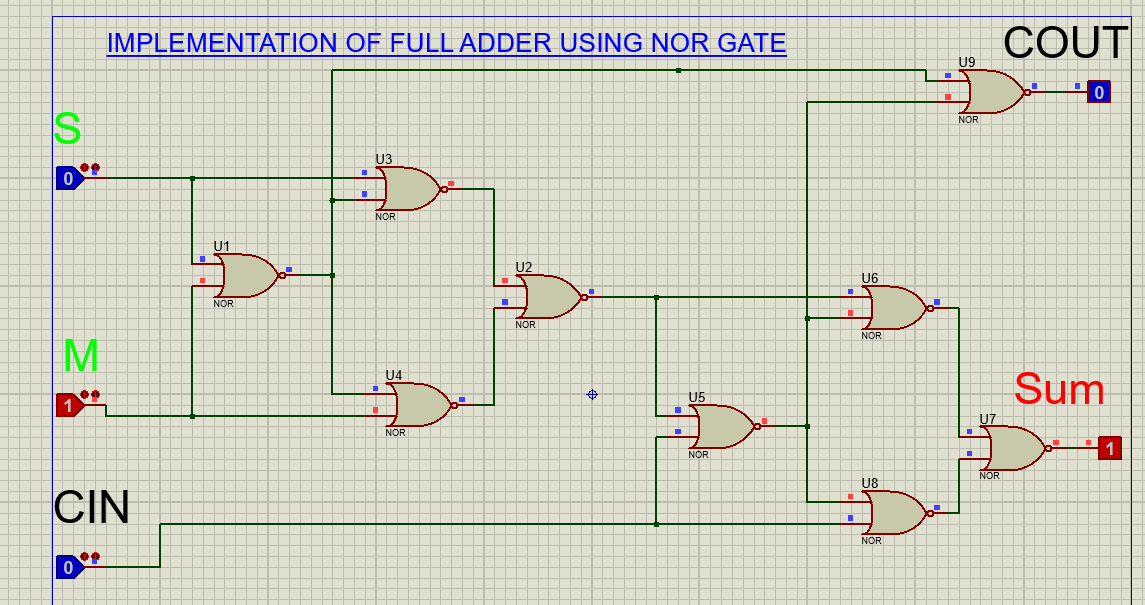 IMPLEMENTATION OF FULL ADDER USING NOR GATE
COUT
U9
0
NOR
S
0
U3
NOR
U1
NOR
U2
NOR
U6
NOR
M
1
U4
NOR
U5
NOR
Sum
U7
1
NOR
CIN
0
U8
NOR